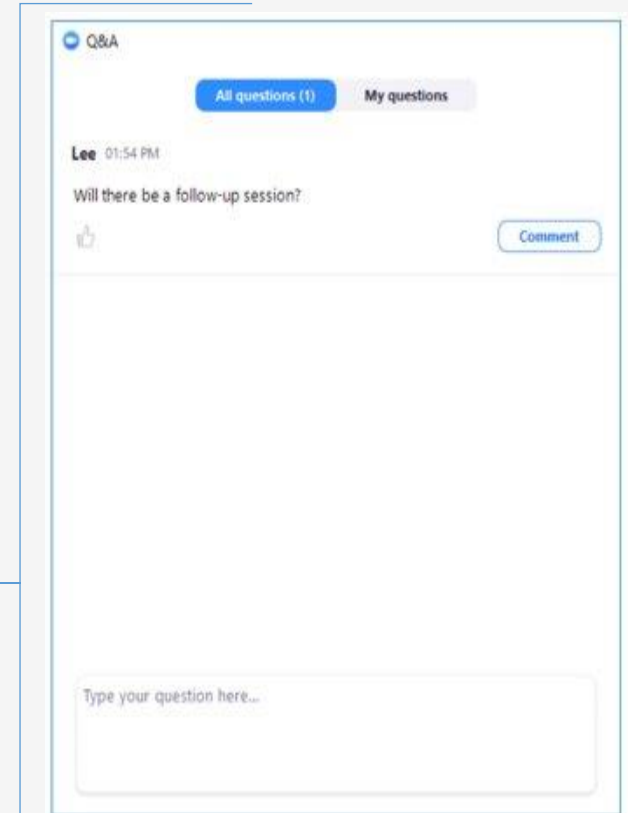 Q&A
All questions (1) My questions
Lee 01:54 PM
Will there be a follow-up session?
Comment
Type your question here...